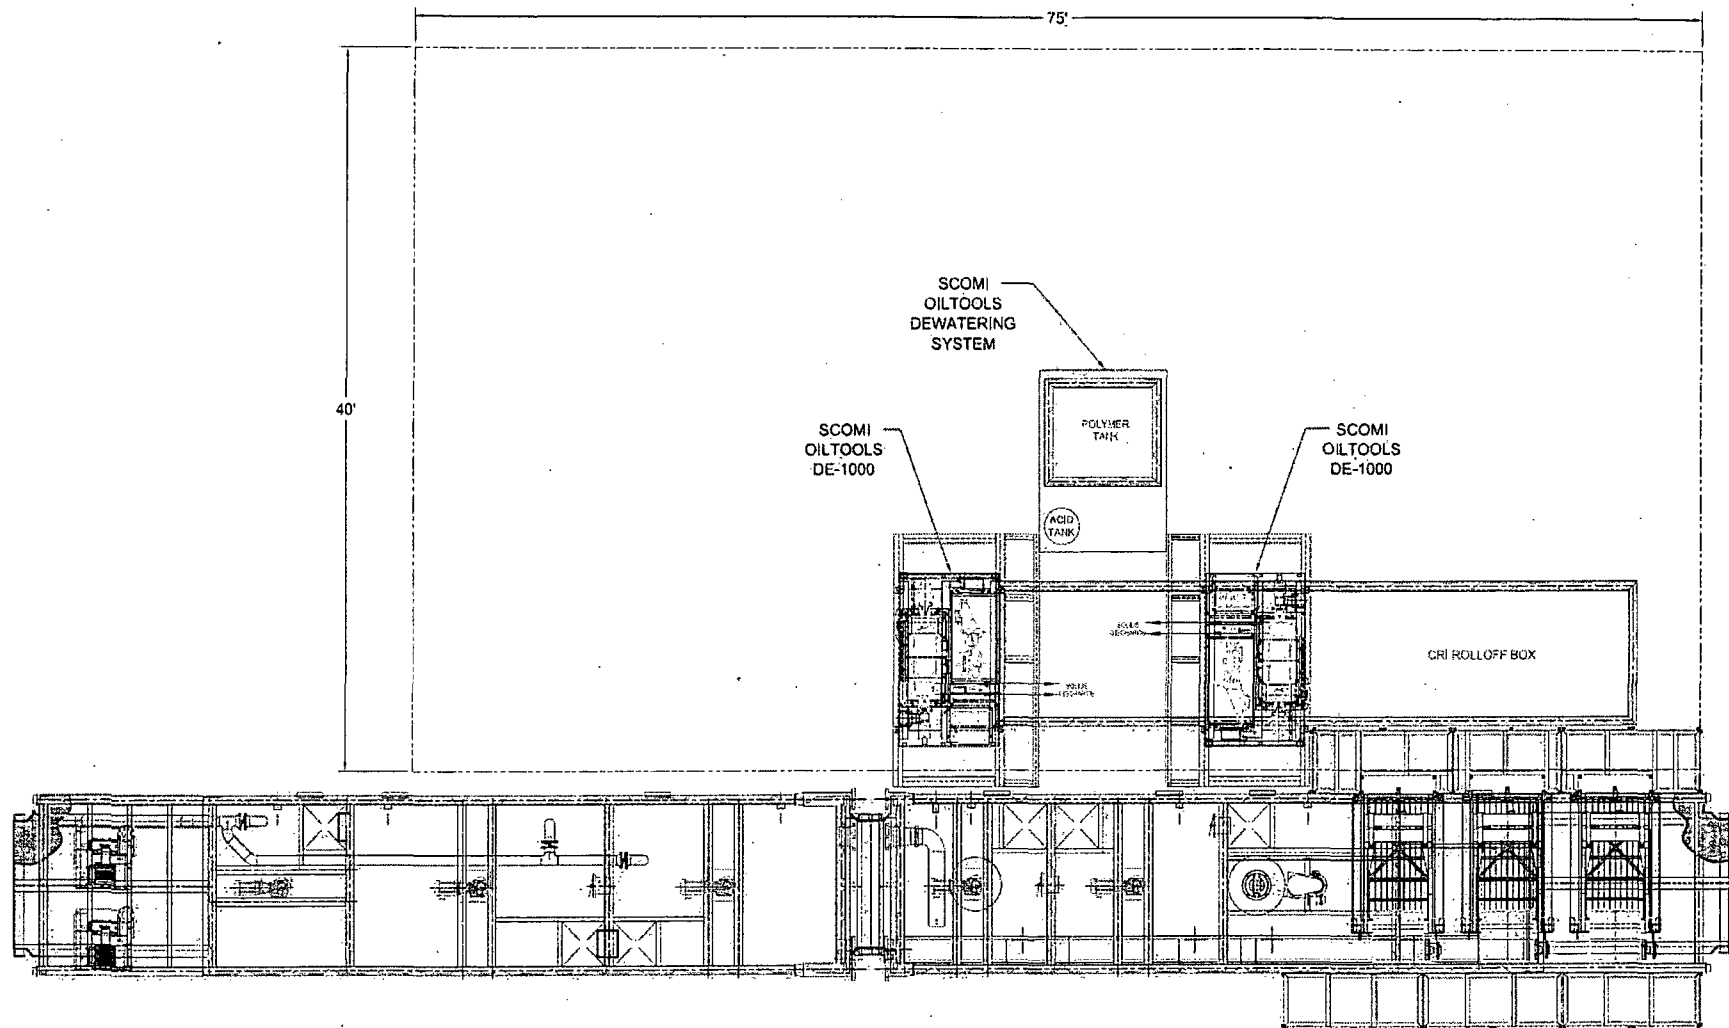 75'
SCOMI
OILTOOLS
DEWATERING
SYSTEM
40'
POLYMER
TANK
SCOMI
OILTOOLS
DE-1000
SCOMI
OILTOOLS
DE-1000
ACID
TANK
CRI ROLLOFF BOX